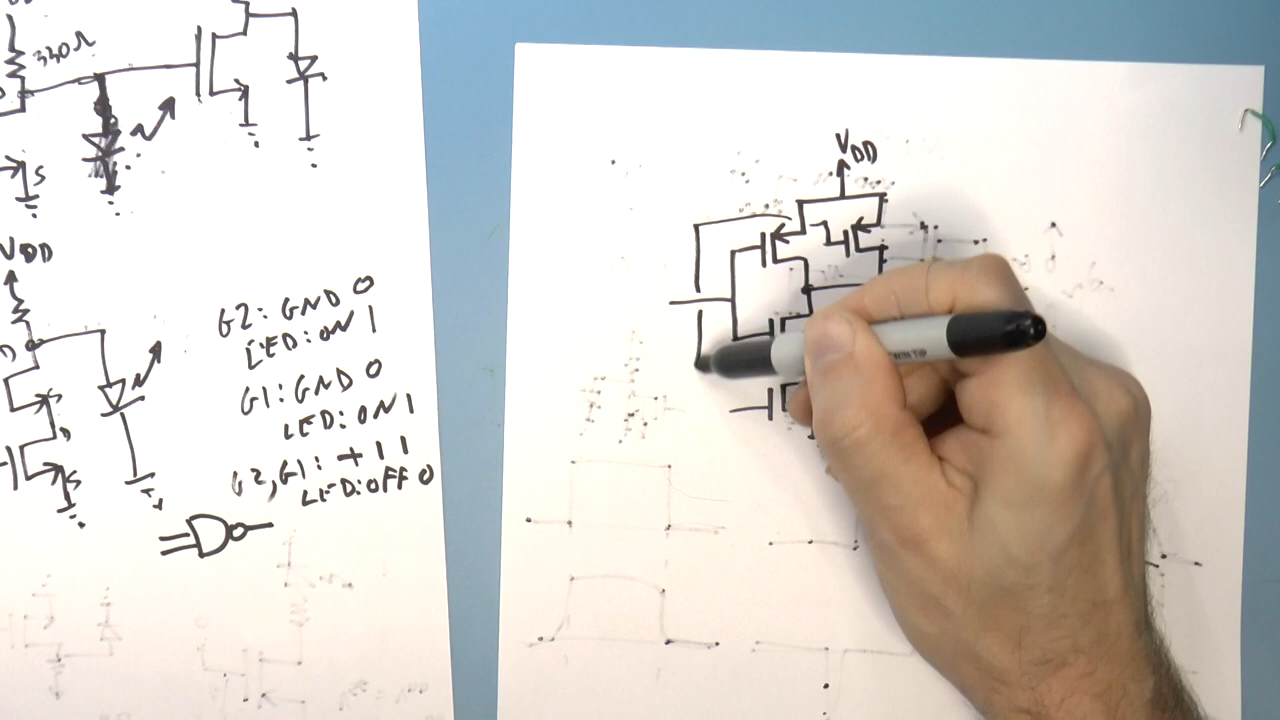 330Ω
S
VDD
D
D
S
G2: GND 0
LED: ON 1
G1: GND 0
LED: ON 1
G2, G1: + 1 1
LED: OFF 0
VDD